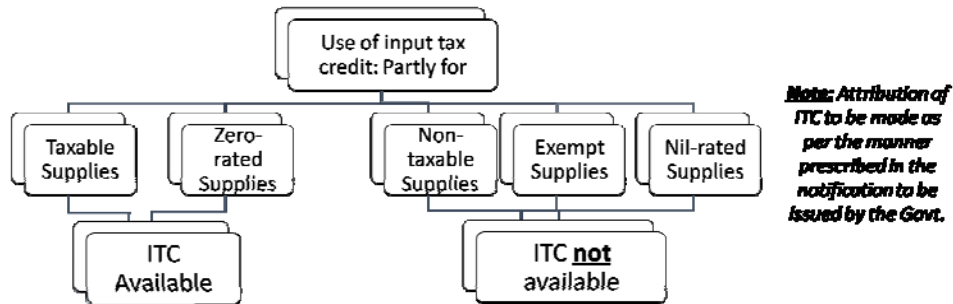 Use of input tax
credit: Partly for
Taxable
Supplies
Zero-
rated
Supplies
Non-
taxable
Supplies
Exempt
Supplies
Nil-rated
Supplies
ITC
Available
ITC not
available
Note: Attribution of
ITC to be made as
per the manner
prescribed in the
notification to be
issued by the Govt.